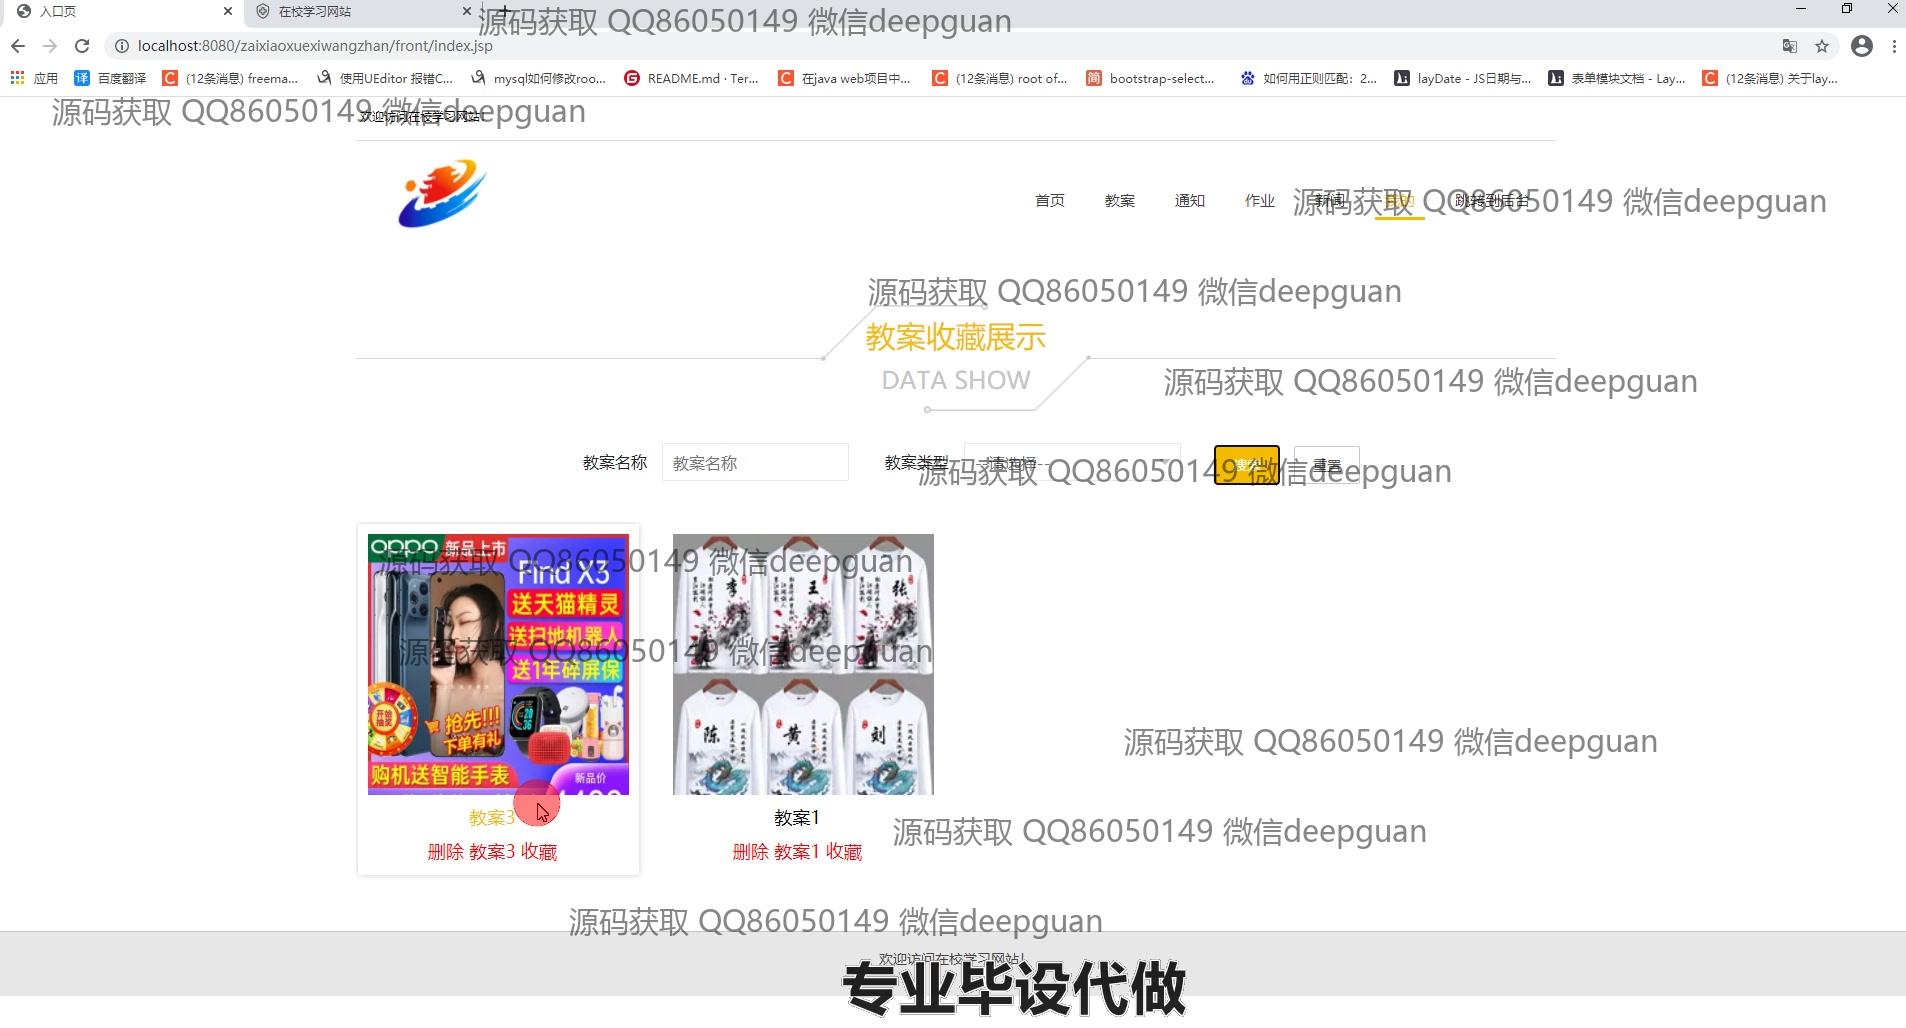 入口页
在校学习网站
源码获取 QQ86050149 微信deepguan
localhost:8080/zaixiaoxuexiwangzhan/front/index.jsp
应用
百度翻译
(12条消息) freema...
使用UEditor 报错C...
mysql如何修改roo...
README.md · Ter...
在java web项目中...
(12条消息) root of...
bootstrap-select...
如何用正则匹配：2...
layDate - JS日期与...
表单模块文档 - Lay...
(12条消息) 关于lay...
源码获取 QQ86050149 微信deepguan
欢迎访问在校学习网站!
首页
教案
通知
作业
新闻
我的
跳转到后台
源码获取 QQ86050149 微信deepguan
源码获取 QQ86050149 微信deepguan
教案收藏展示
DATA SHOW
源码获取 QQ86050149 微信deepguan
教案名称
教案名称
教案类型
--请选择--
搜索
重置
源码获取 QQ86050149 微信deepguan
oppo 新品上市
Find X3
送天猫精灵
送扫地机器人
送1年碎屏保
开始
抽奖
抢先!!!
下单有礼
购机送智能手表
新品价
李
王
张
陈
黄
刘
源码获取 QQ86050149 微信deepguan
源码获取 QQ86050149 微信deepguan
源码获取 QQ86050149 微信deepguan
教案3
教案1
源码获取 QQ86050149 微信deepguan
删除 教案3 收藏
删除 教案1 收藏
源码获取 QQ86050149 微信deepguan
欢迎访问在校学习网站!
专业毕设代做